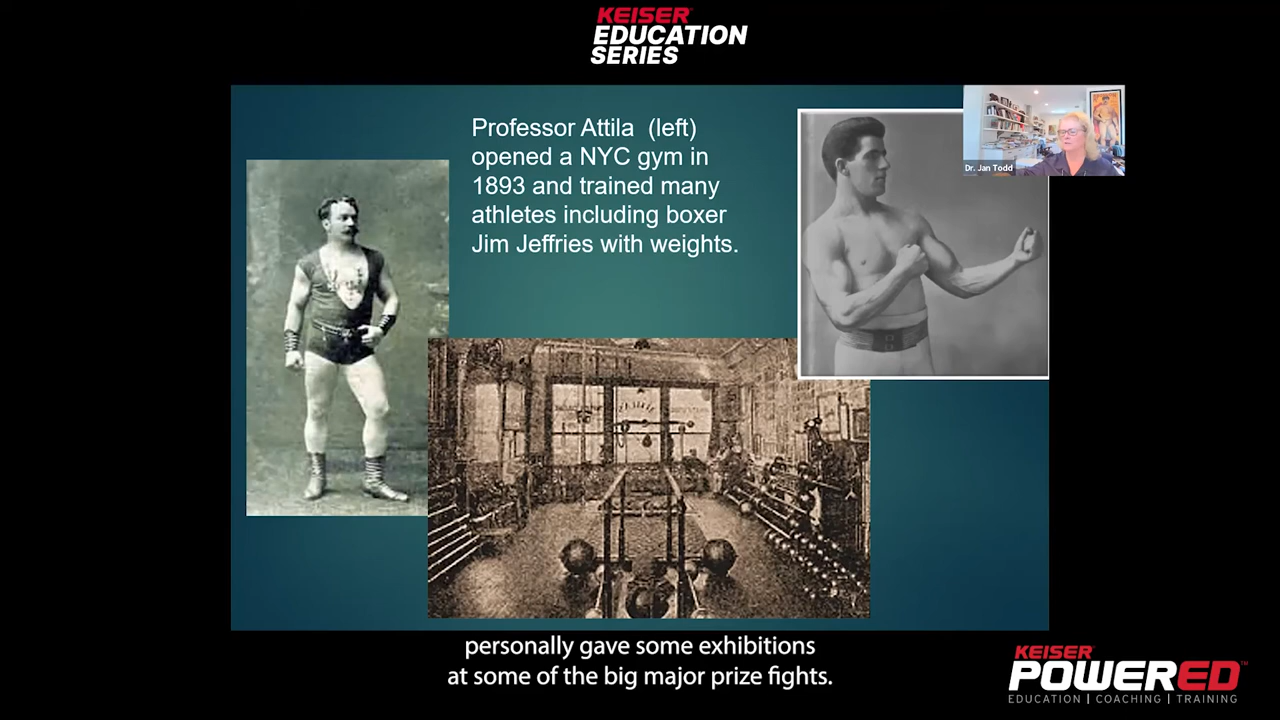 KEISER
EDUCATION
SERIES
Professor Attila (left)
opened a NYC gym in
1893 and trained many
athletes including boxer
Jim Jeffries with weights.
Dr. Jan Todd
personally gave some exhibitions
at some of the big major prize fights.
KEISER
POWERED™
EDUCATION | COACHING | TRAINING